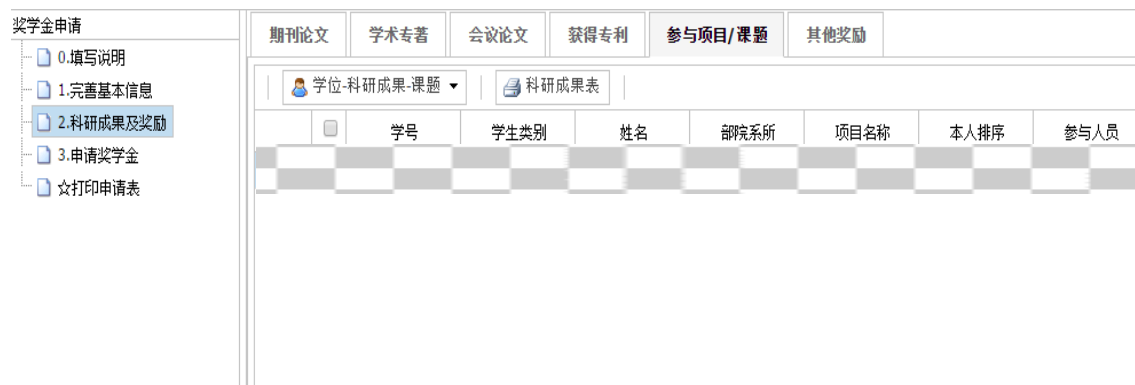 奖学金申请
0.填写说明
1.完善基本信息
2.科研成果及奖励
3.申请奖学金
☆打印申请表
期刊论文 学术专著 会议论文 获得专利 参与项目/课题 其他奖励
学位-科研成果-课题 科研成果表
学号 学生类别 姓名 部院系所 项目名称 本人排序 参与人员